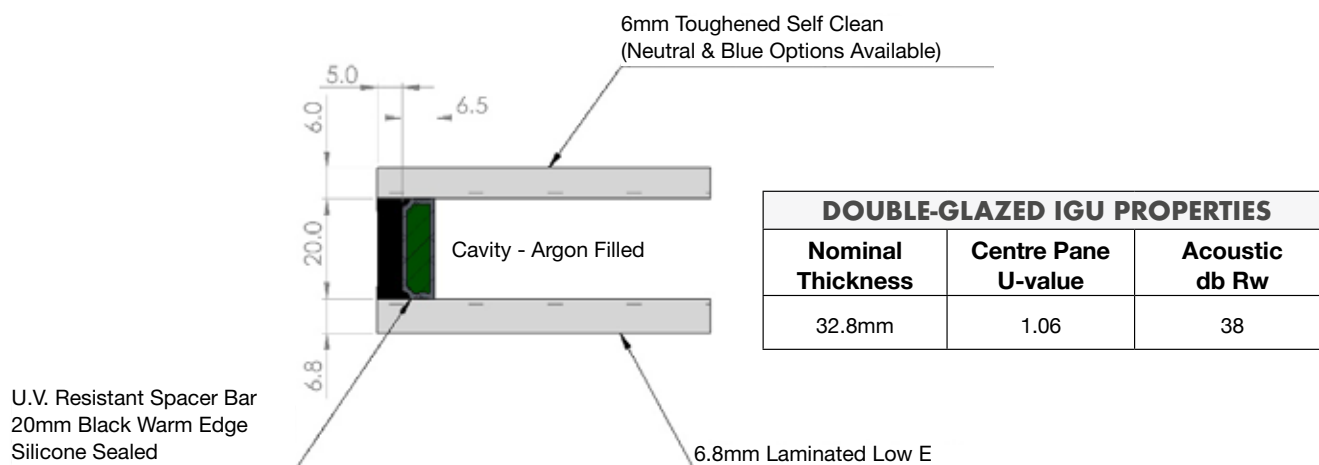 6mm Toughened Self Clean
(Neutral & Blue Options Available)
5.0
6.5
6.0
20.0
6.8
Cavity - Argon Filled
DOUBLE-GLAZED IGU PROPERTIES
Nominal Thickness
Centre Pane U-value
Acoustic db Rw
32.8mm
1.06
38
U.V. Resistant Spacer Bar
20mm Black Warm Edge
Silicone Sealed
6.8mm Laminated Low E